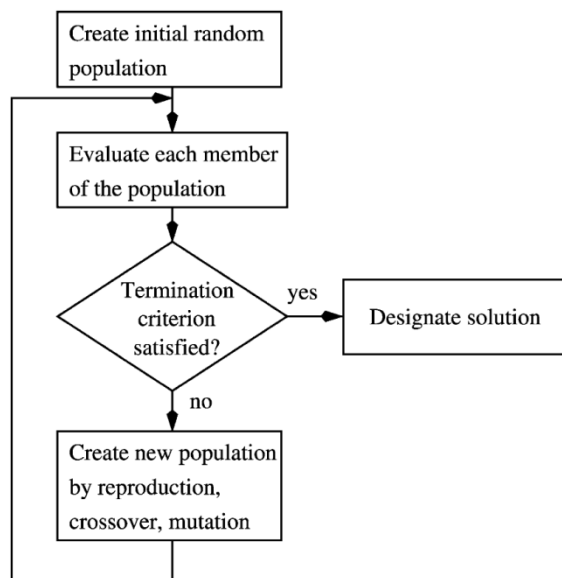 Create initial random
population
Evaluate each member
of the population
Termination
criterion
satisfied?
yes
Designate solution
no
Create new population
by reproduction,
crossover, mutation